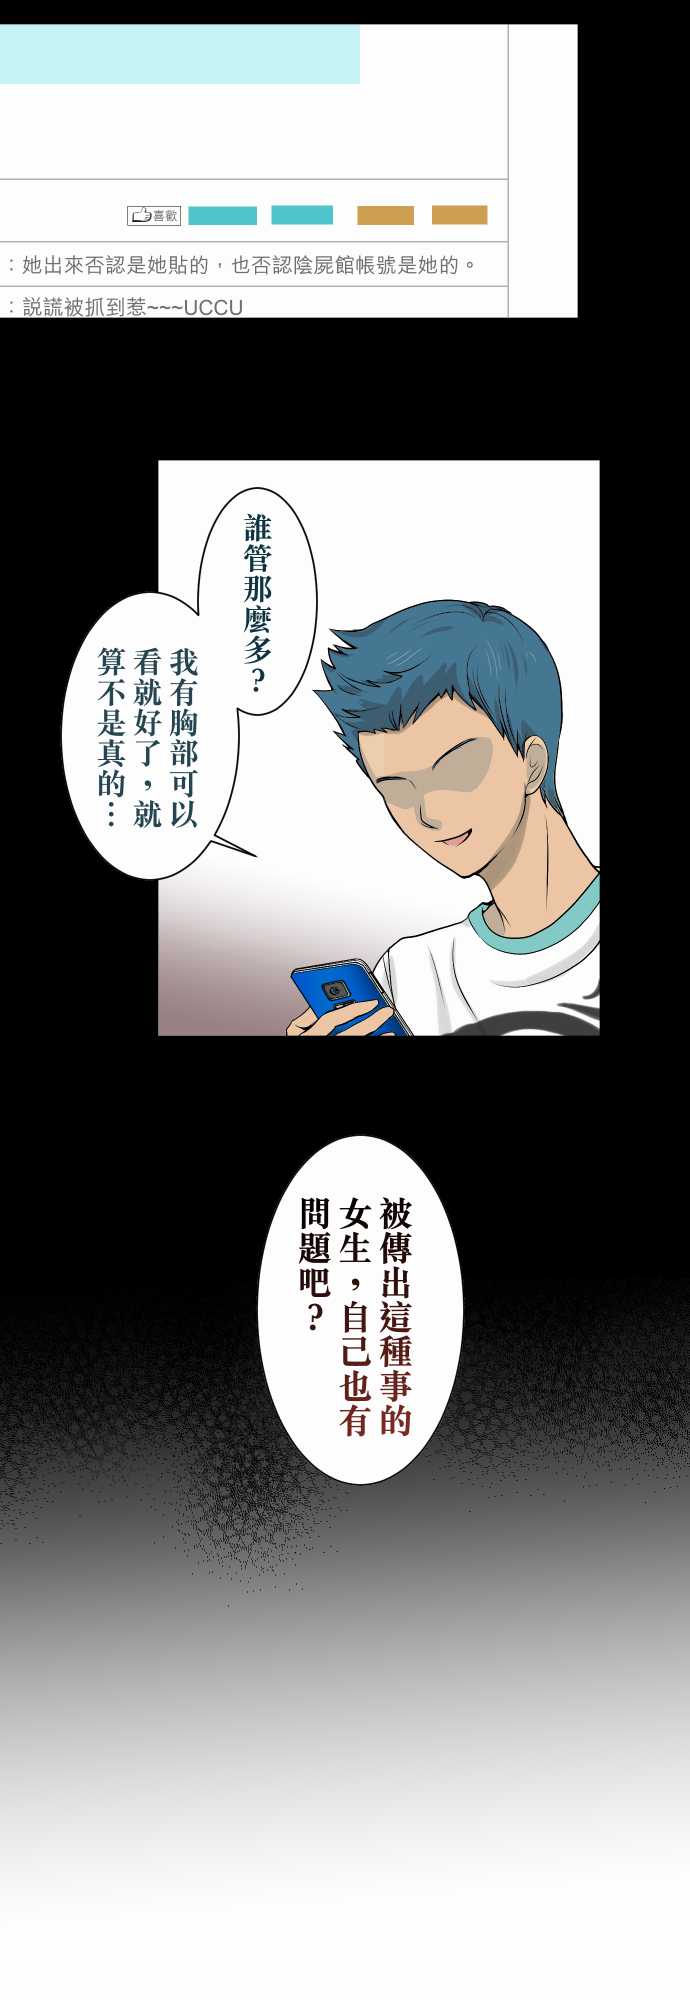 喜歡
：她出來否認是她貼的，也否認陰屍館帳號是她的。
：說謊被抓到惹~~~UCCU
誰管那麼多？
我有胸部可以
看就好了，就
算不是真的…
被傳出這種事的
女生，自己也有
問題吧？